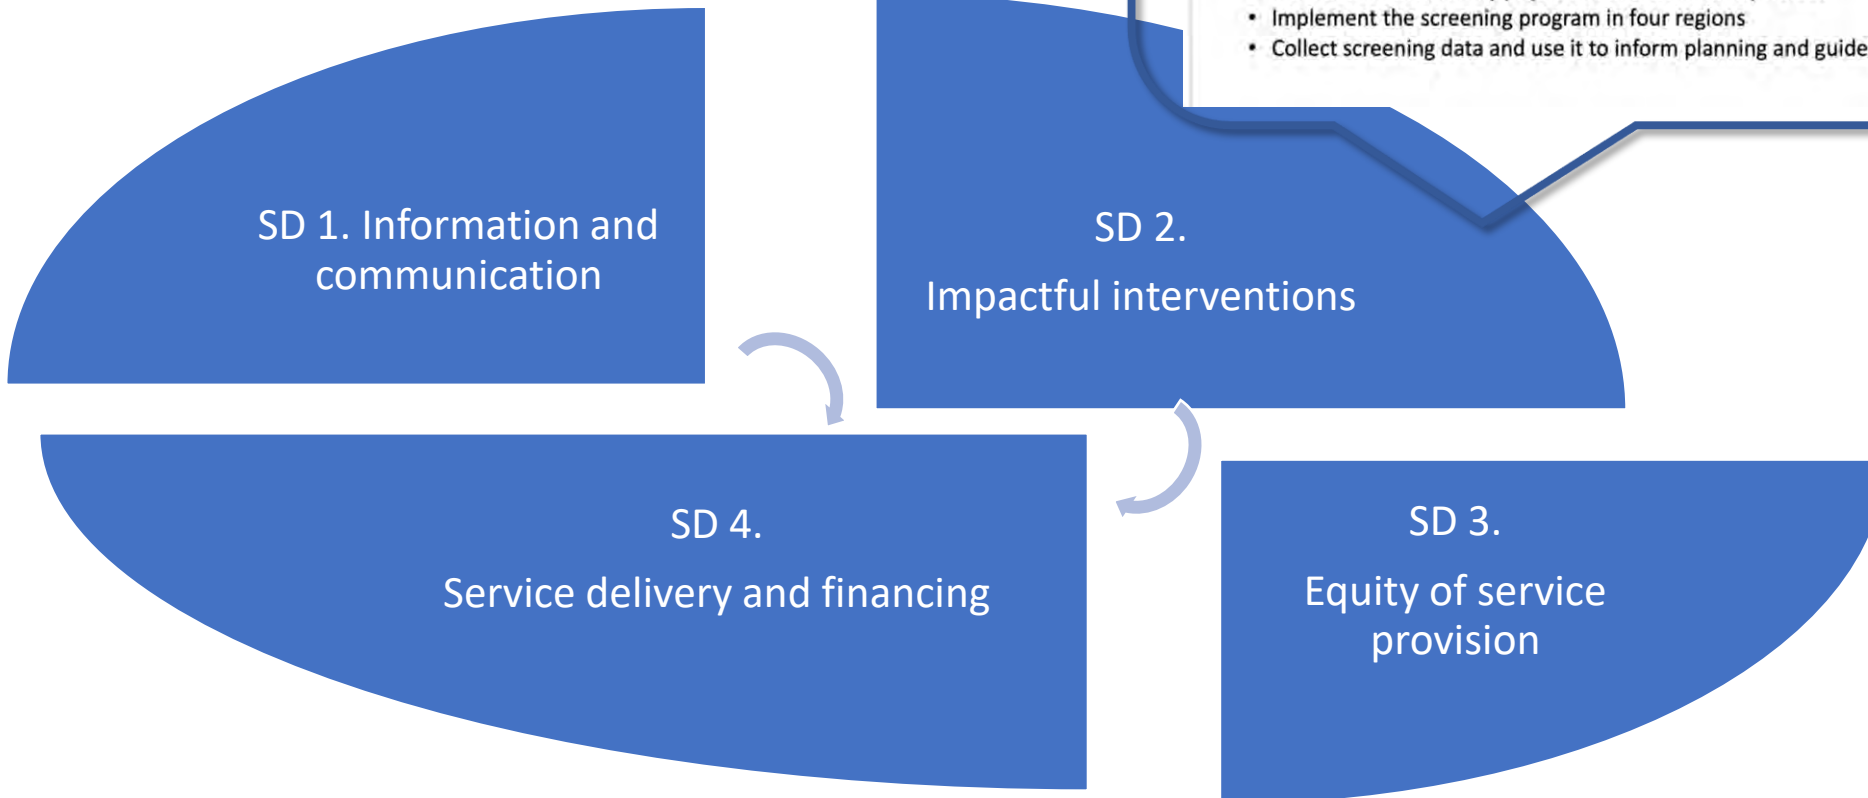 • Implement the screening program in four regions
• Collect screening data and use it to inform planning and guide
SD 1. Information and
communication
SD 2.
Impactful interventions
SD 4.
Service delivery and financing
SD 3.
Equity of service
provision